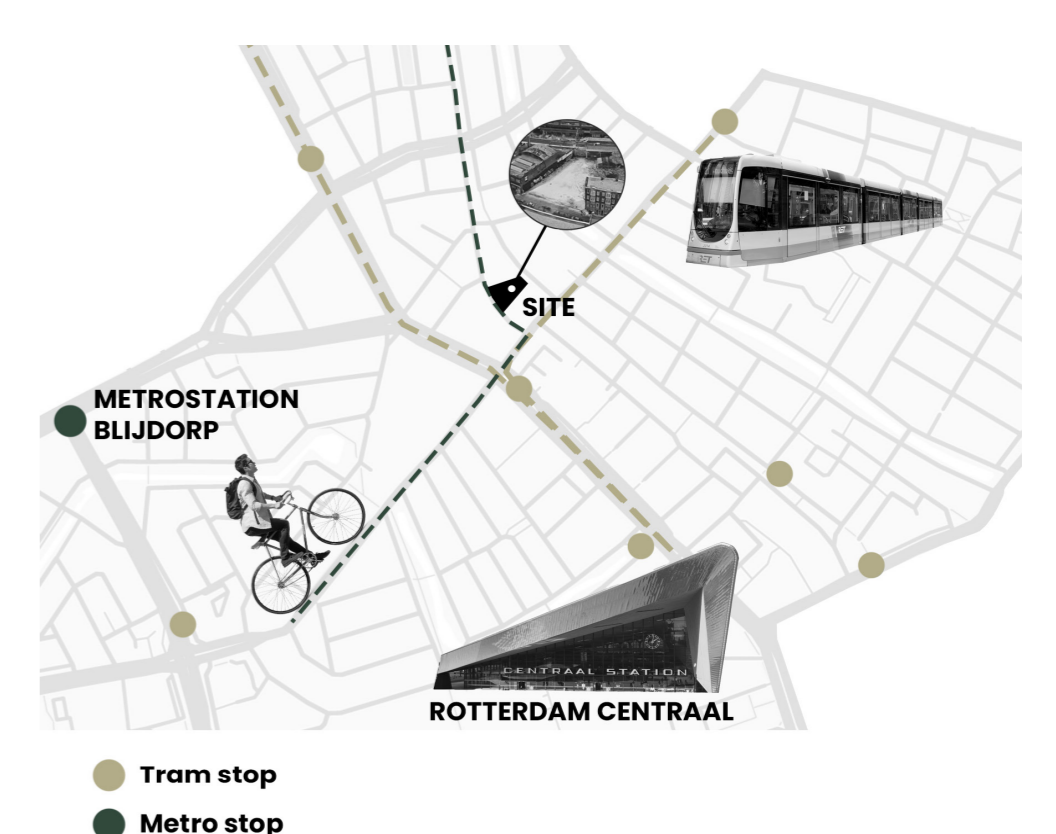 SITE
METROSTATION
BLIJDORP
CENTRAAL STATION
ROTTERDAM CENTRAAL
Tram stop
Metro stop